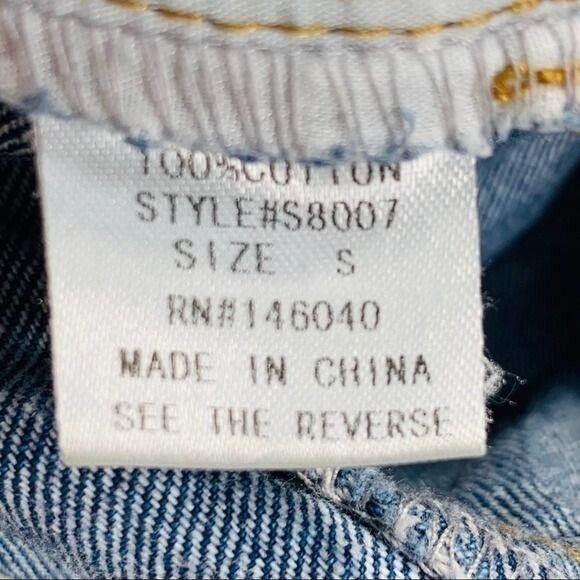 100%COTTON
STYLE#S8007
SIZE S
RN#146040
MADE IN CHINA
SEE THE REVERSE